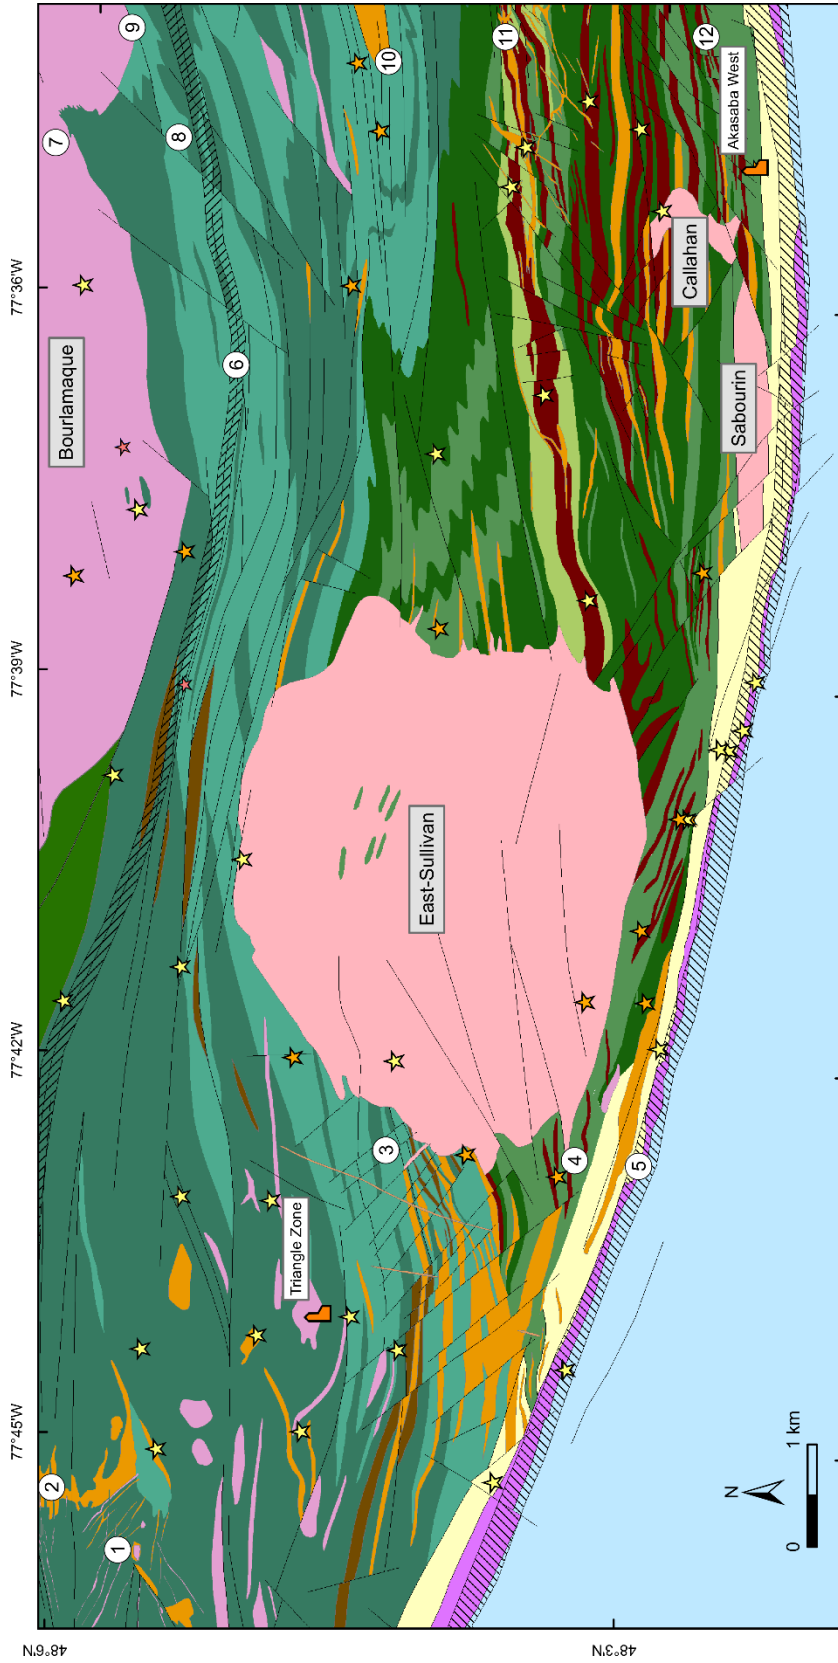 77°45'W
77°42'W
77°39'W
77°36'W
48°6'N
2
7
Bourlamaque
1
9
8
6
Triangle Zone
3
10
East-Sullivan
11
4
48°3'N
5
Callahan
12
Sabourin
Akasaba West
N
0
1 km